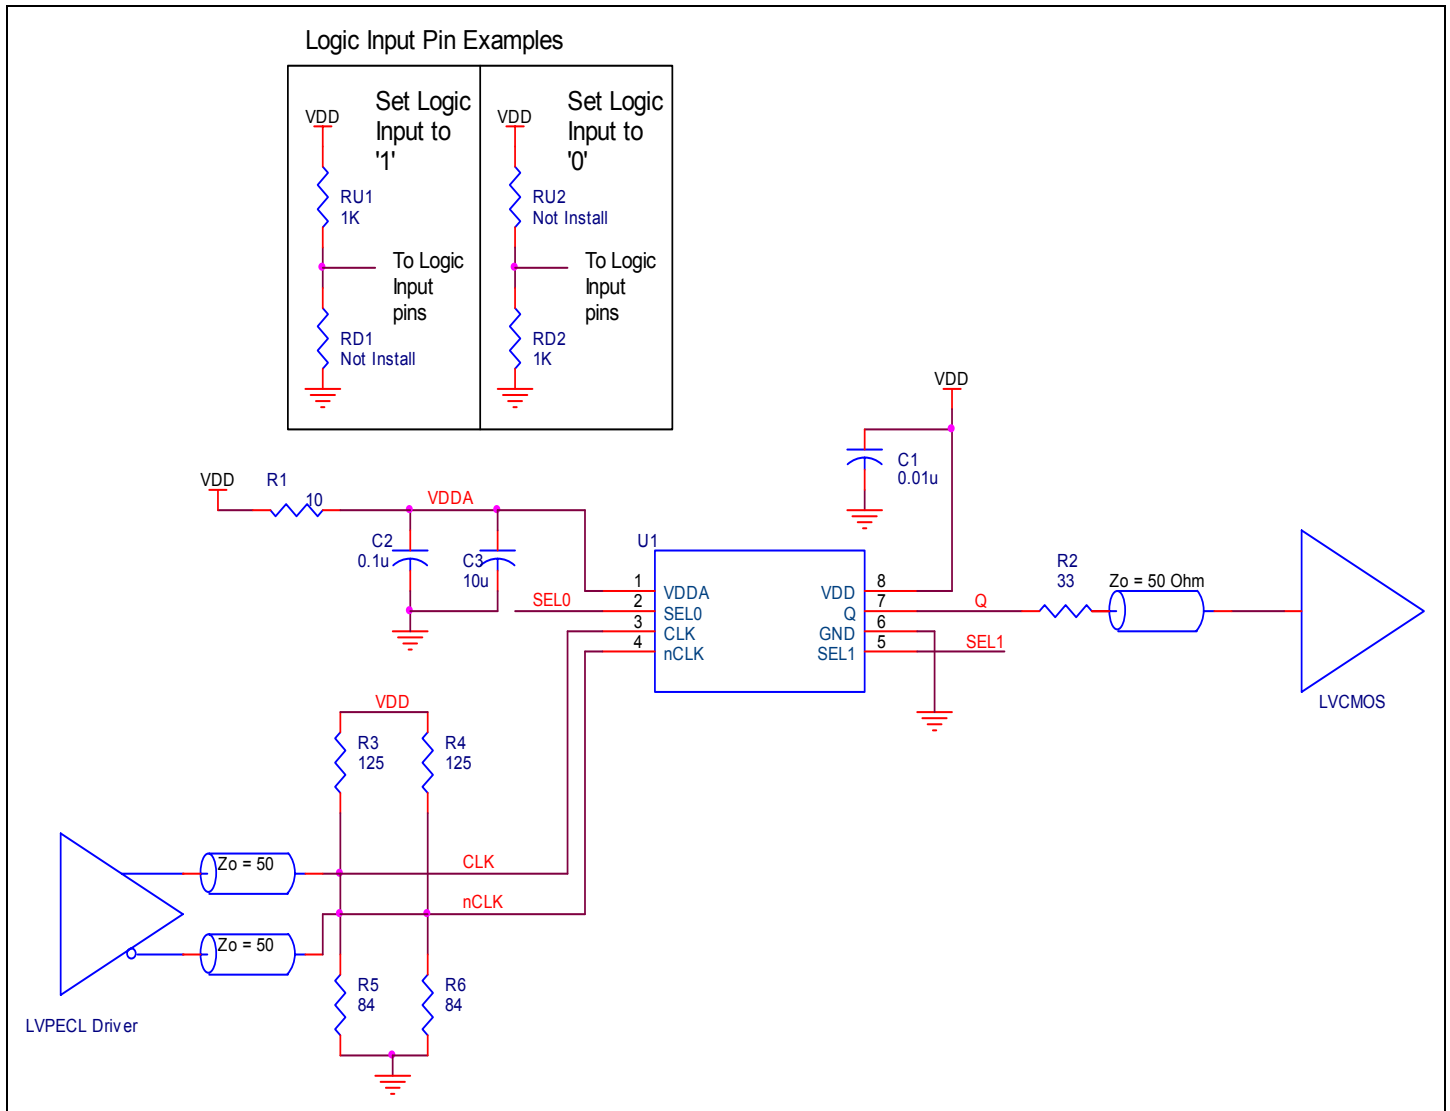 Logic Input Pin Examples
Set Logic
Input to
'1'
VDD
RU1
1K
To Logic
Input
pins
RD1
Not Install
Set Logic
Input to
'0'
VDD
RU2
Not Install
To Logic
Input
pins
RD2
1K
VDD
C1
0.01u
VDD
R1
10
VDDA
C2
0.1u
C3
10u
U1
1
VDDA
2
SEL0
SEL0
3
CLK
4
nCLK
8
VDD
7
Q
6
GND
5
SEL1
Q
SEL1
R2
33
Zo = 50 Ohm
LVCMOS
VDD
R3
125
R4
125
Zo = 50
CLK
nCLK
Zo = 50
R5
84
R6
84
LVPECL Driver